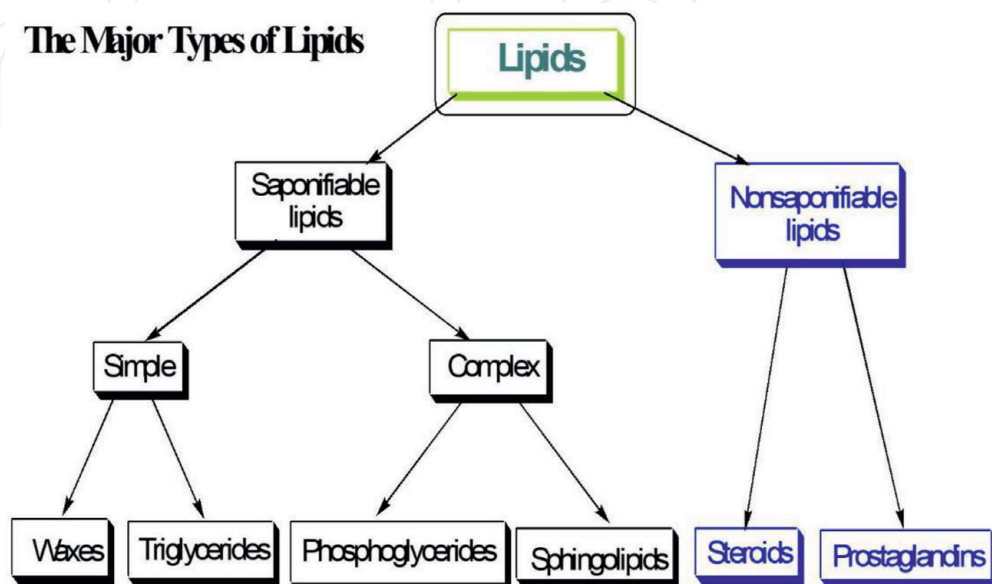 The Major Types of Lipids
Lipids
Saponifiable
lipids
Nonsaponifiable
lipids
Simple
Complex
Waxes
Triglycerides
Phosphoglycerides
Sphingolipids
Steroids
Prostaglandins